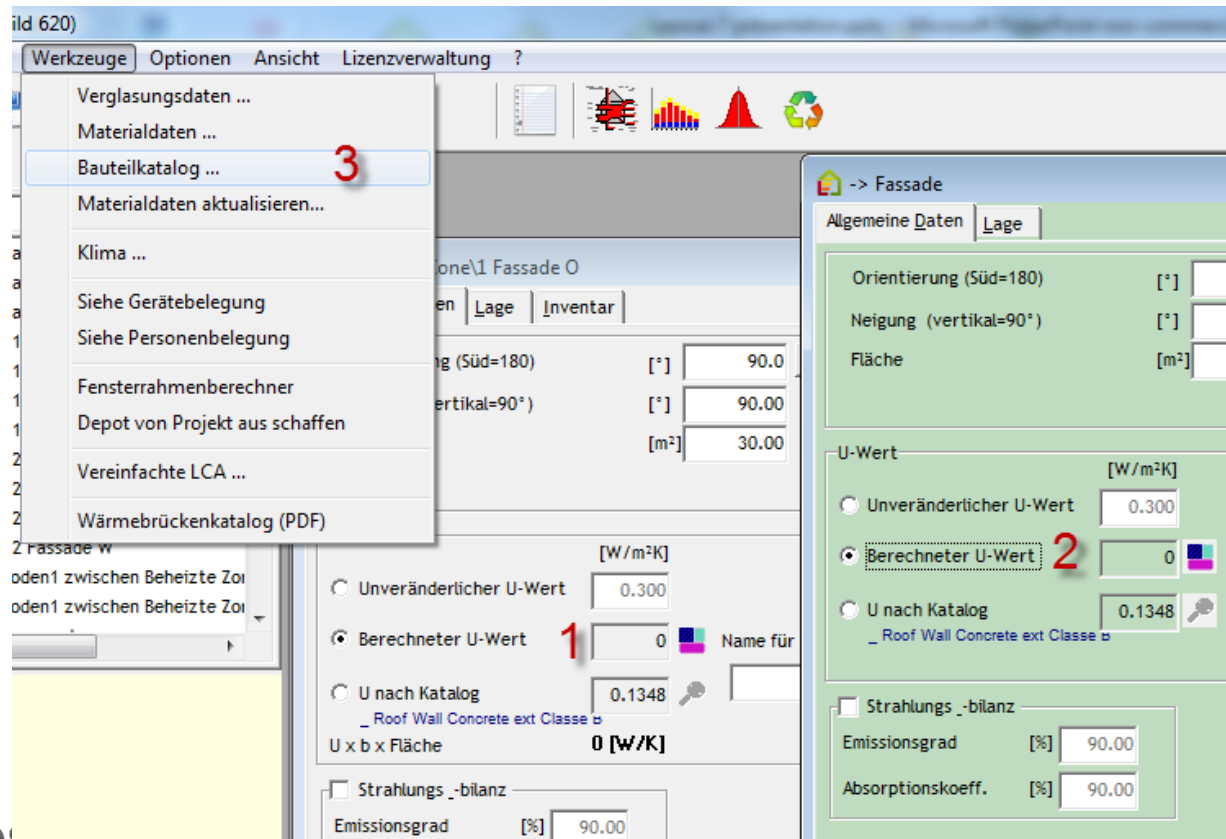 ild 620)
Werkzeuge Optionen Ansicht Lizenzverwaltung ?
Verglasungsdaten ...
Materialdaten ...
Bauteilkatalog ... 3
Materialdaten aktualisieren...
Klima ...
Siehe Gerätebelegung
Siehe Personenbelegung
Fensterrahmenberechner
Depot von Projekt aus schaffen
Vereinfachte LCA ...
Wärmebrückenkatalog (PDF)
2 Fassade W
oden1 zwischen Beheizte Zor
oden1 zwischen Beheizte Zor
one\1 Fassade O
en Lage Inventar
ng (Süd=180) [°] 90.0
ertikal=90°) [°] 90.00
[m²] 30.00
[W/m²K]
Unveränderlicher U-Wert 0.300
Berechneter U-Wert 1 0 Name für
U nach Katalog 0.1348
_ Roof Wall Concrete ext Classe B
U x b x Fläche 0 [W/K]
Strahlungs_-bilanz
Emissionsgrad [%] 90.00
-> Fassade
Allgemeine Daten Lage
Orientierung (Süd=180) [°]
Neigung (vertikal=90°) [°]
Fläche [m²]
U-Wert
[W/m²K]
Unveränderlicher U-Wert 0.300
Berechneter U-Wert 2 0
U nach Katalog 0.1348
_ Roof Wall Concrete ext Classe B
Strahlungs_-bilanz
Emissionsgrad [%] 90.00
Absorptionskoeff. [%] 90.00